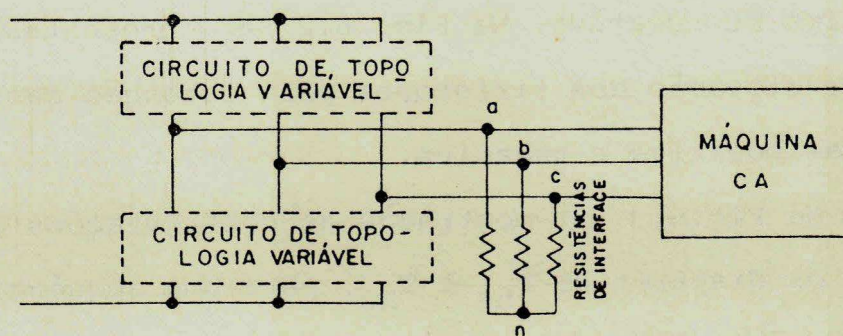 CIRCUITO DE, TOPO
LOGIA VARIÁVEL
a
b
c
MÁQUINA
CA
CIRCUITO DE, TOPO-
LOGIA VARIÁVEL
RESISTÊNCIAS
DE INTERFACE
n